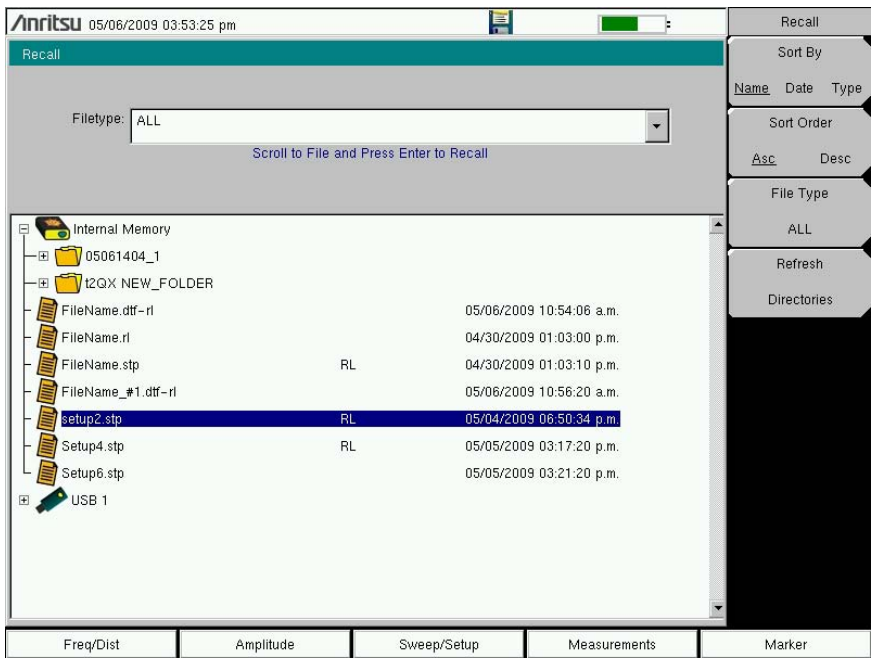 /Inritsu 05/06/2009 03:53:25 pm
Recall
Filetype: ALL
Scroll to File and Press Enter to Recall
Internal Memory
05061404_1
t2QX NEW_FOLDER
FileName.dtf-rl 05/06/2009 10:54:06 a.m.
FileName.rl 04/30/2009 01:03:00 p.m.
FileName.stp RL 04/30/2009 01:03:10 p.m.
FileName_#1.dtf-rl 05/06/2009 10:56:20 a.m.
setup2.stp RL 05/04/2009 06:50:34 p.m.
Setup4.stp RL 05/05/2009 03:17:20 p.m.
Setup6.stp 05/05/2009 03:21:20 p.m.
USB 1
Recall
Sort By
Name Date Type
Sort Order
Asc Desc
File Type
ALL
Refresh
Directories
Freq/Dist Amplitude Sweep/Setup Measurements Marker